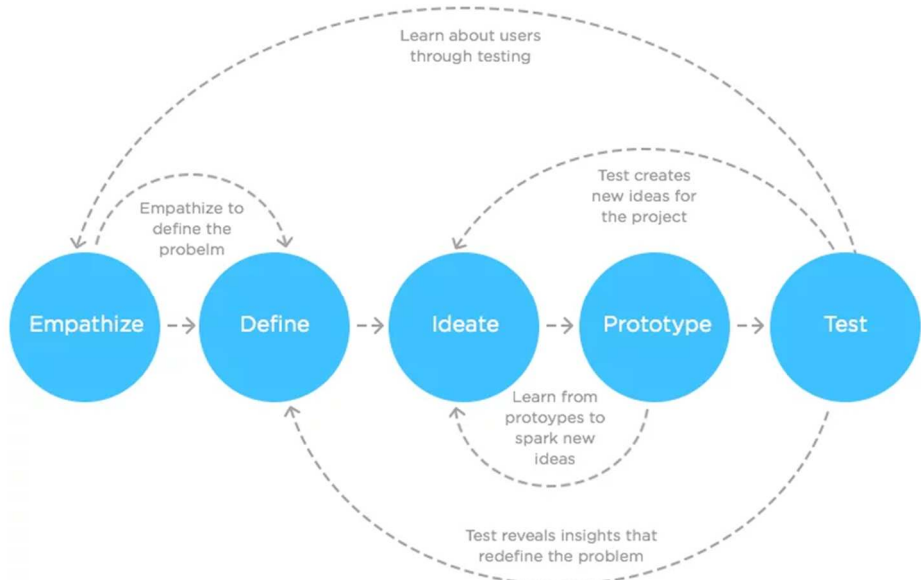 Learn about users
through testing
Test creates
new ideas for
the project
Empathize to
define the
probelm
Empathize
Define
Ideate
Prototype
Test
Learn from
protoypes to
spark new
ideas
Test reveals insights that
redefine the problem